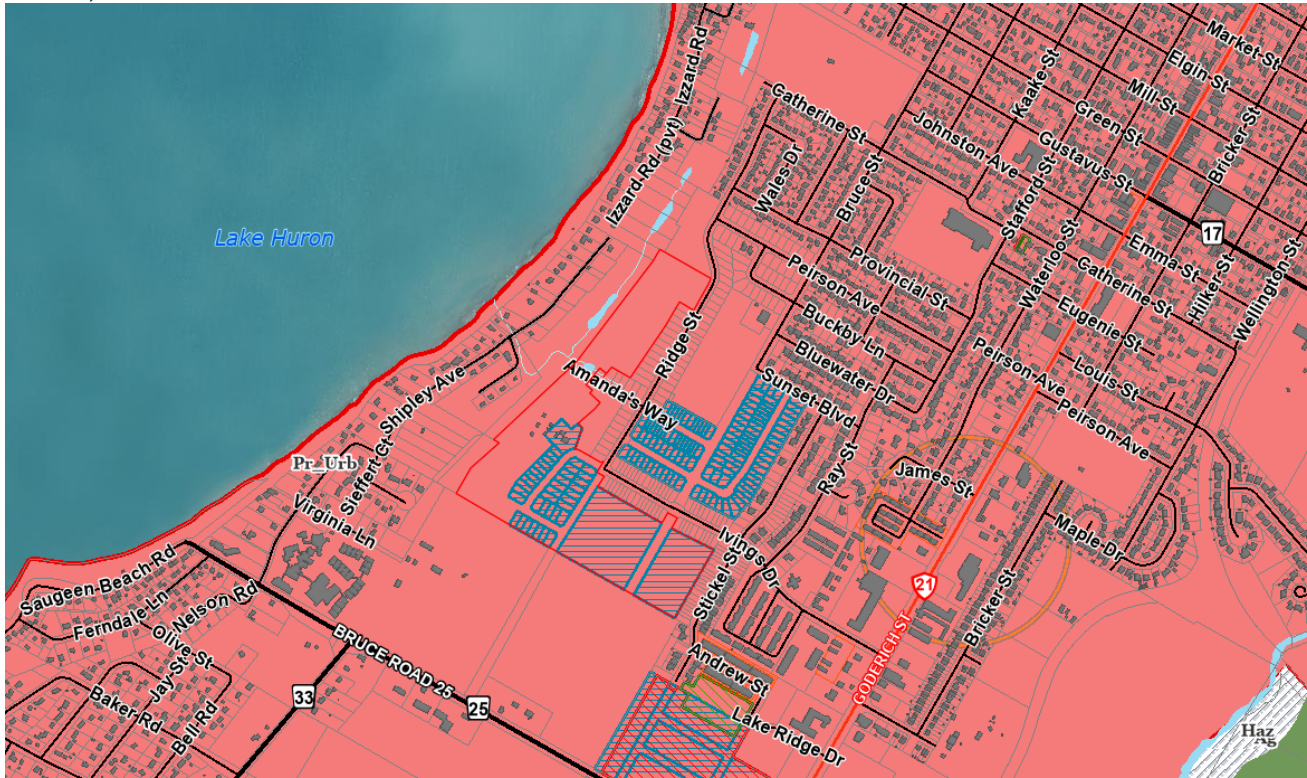 Market-St
Elgin-St
Mill-St
Green-St
Gustavus-St
Kaake-St
Bricker-St
Izzard-Rd
Izzard-Rd-(pvt)
Catherine-St
Johnston-Ave
Wales-Dr
Bruce-St
Stafford-St
Waterloo-St
17
Emma-St
Catherine-St
Hilker-St
Wellington-St
Lake Huron
Provincial-St
Peirson-Ave
Buckby-Ln
Bluewater-Dr
Sunset-Blvd
Eugenie-St
Peirson-Ave
Louis-St
Peirson-Ave
Ridge-St
Amanda's-Way
Shipley-Ave
Sieffert-Ct
Pr_Urb
Virginia-Ln
Ray-St
James-St
Maple-Dr
Ivings-Dr
Stickel-St
21
Bricker-St
GODERICH-ST
Saugeen-Beach-Rd
Ferndale-Ln
Nelson-Rd
Olive-St
Jay-St
Baker-Rd
Bell-Rd
BRUCE-ROAD-25
33
25
Andrew-St
Lake-Ridge-Dr
Haz
Ag